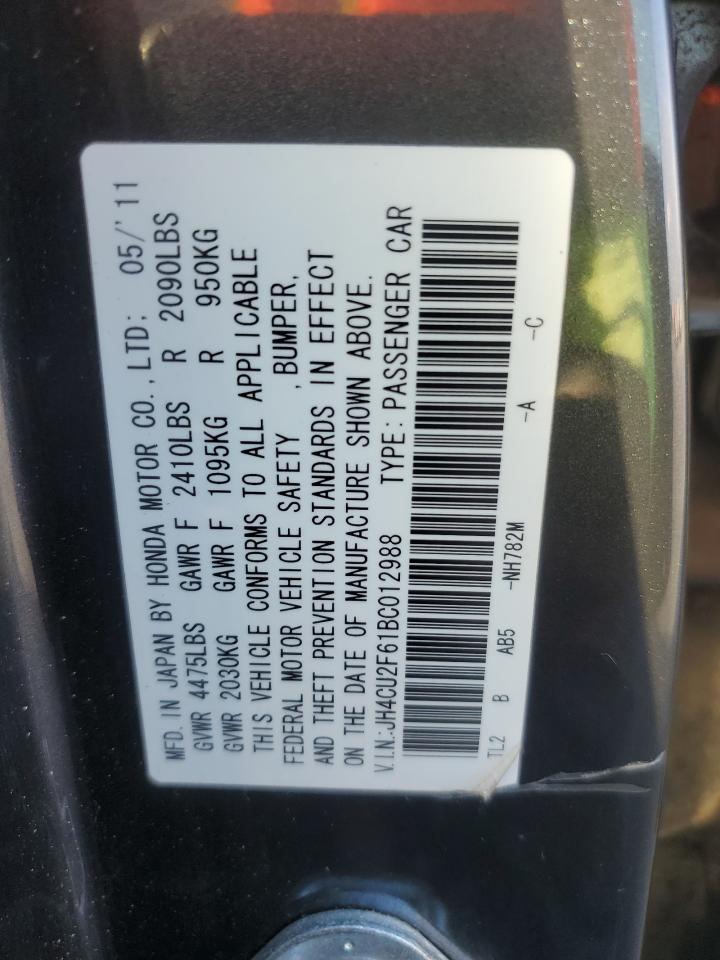 MFD. IN JAPAN BY HONDA MOTOR CO., LTD; 05/'11
GVWR 4475LBS GAWR F 2410LBS R 2090LBS
GVWR 2030KG GAWR F 1095KG R 950KG
THIS VEHICLE CONFORMS TO ALL APPLICABLE
FEDERAL MOTOR VEHICLE SAFETY , BUMPER,
AND THEFT PREVENTION STANDARDS IN EFFECT
ON THE DATE OF MANUFACTURE SHOWN ABOVE.
V.I.N.:JH4CU2F61BC012988 TYPE: PASSENGER CAR
TL2 B AB5 -NH782M -A -C